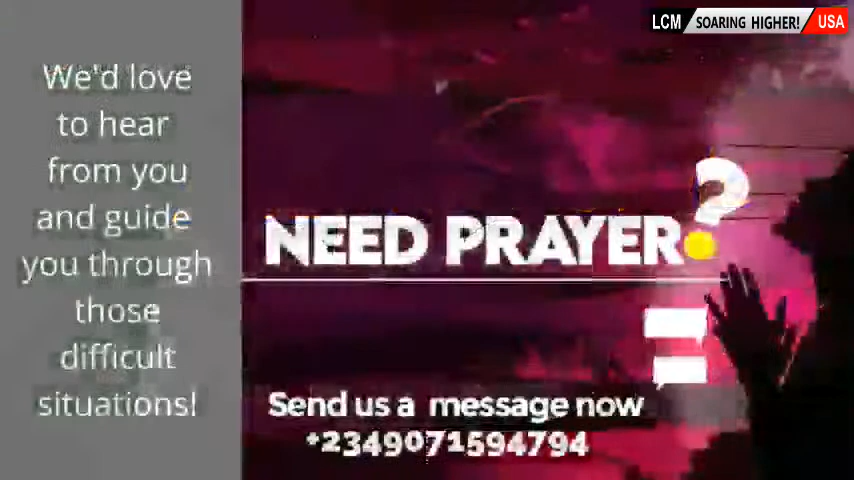 LCM SOARING HIGHER! USA
We'd love
to hear
from you
and guide
you through
those
difficult
situations!
NEED PRAYER?
Send us a message now
+2349071594794